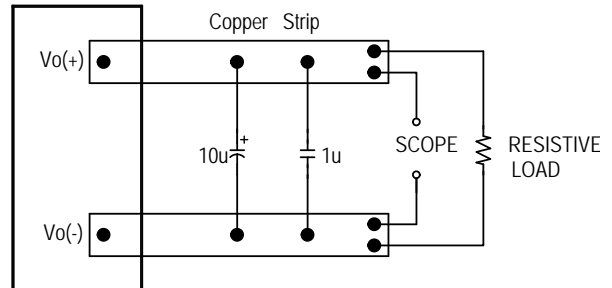 Copper Strip
Vo(+)
+
10u
1u
SCOPE
RESISTIVE
LOAD
Vo(-)